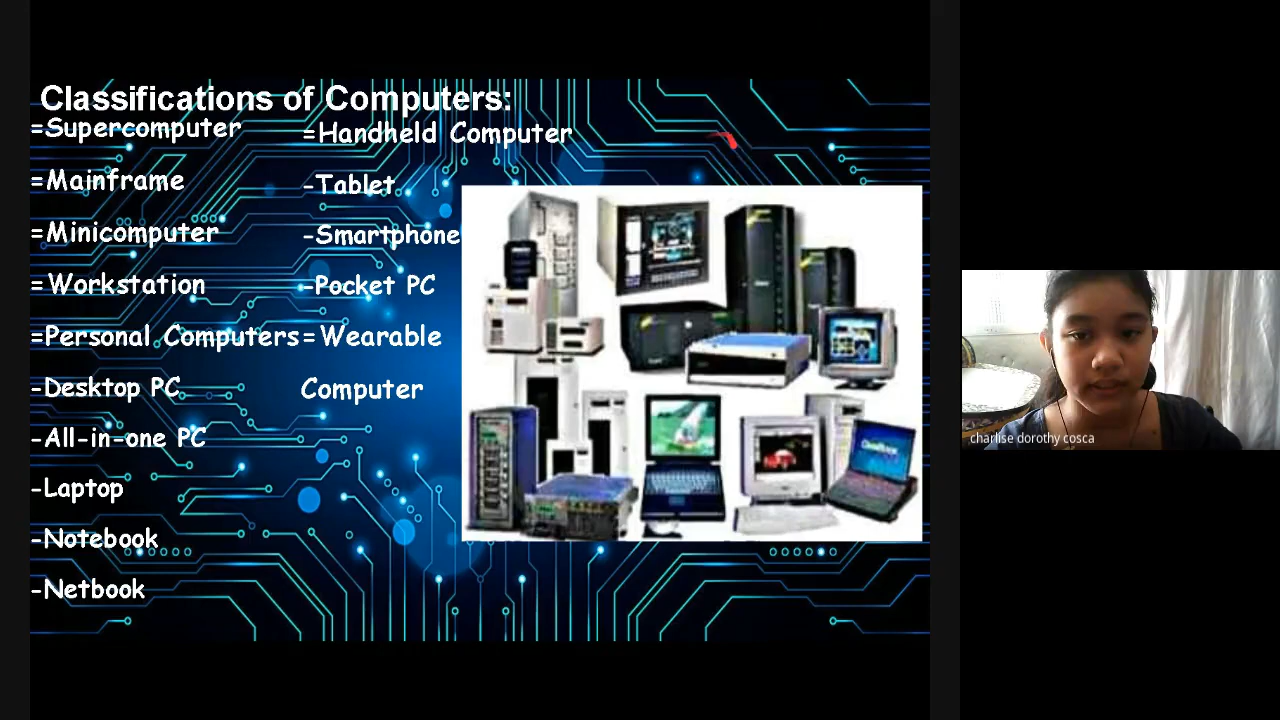 Classifications of Computers:
=Supercomputer
=Mainframe
=Minicomputer
=Workstation
=Personal Computers
-Desktop PC
-All-in-one PC
-Laptop
-Notebook
-Netbook
=Handheld Computer
-Tablet
-Smartphone
-Pocket PC
=Wearable
Computer
charlise dorothy cosca